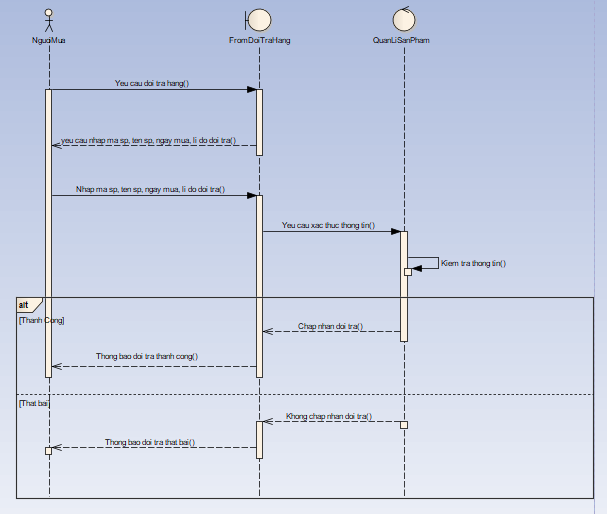 NguoiMua
FromDoiTraHang
QuanLiSanPham
Yeu cau doi tra hang()
yeu cau nhap ma sp, ten sp, ngay mua, li do doi tra()
Nhap ma sp, ten sp, ngay mua, li do doi tra()
Yeu cau xac thuc thong tin()
Kiem tra thong tin()
alt
[Thanh Cong]
Chap nhan doi tra()
Thong bao doi tra thanh cong()
[That bai]
Khong chap nhan doi tra()
Thong bao doi tra that bai()